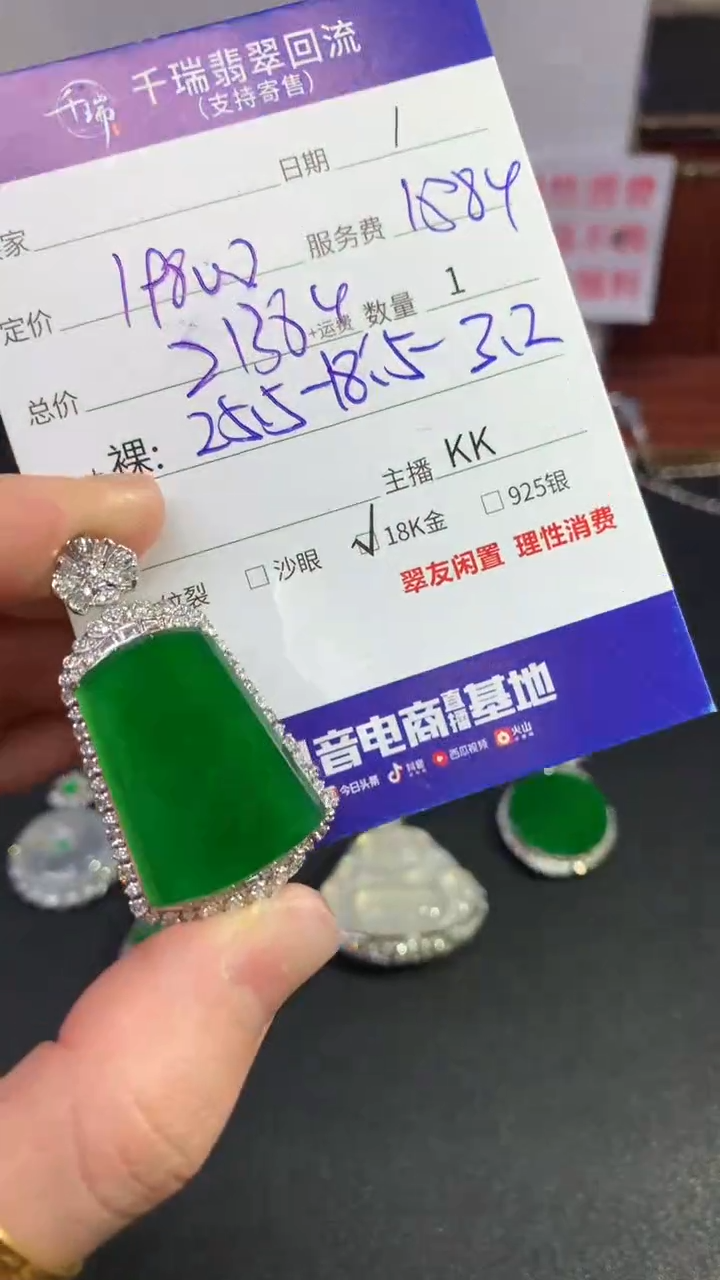 千瑞
千瑞翡翠回流
(支持寄售)
日期 /
家
服务费 1584
定价 19800
数量 1
总价 21384 +运费
裸: 25.5-18.5-3.2
主播 KK
纹裂 □ 沙眼 ☑ 18K金 □ 925银
翠友闲置 理性消费
音电商直播基地
今日头条 抖音 西瓜视频 火山